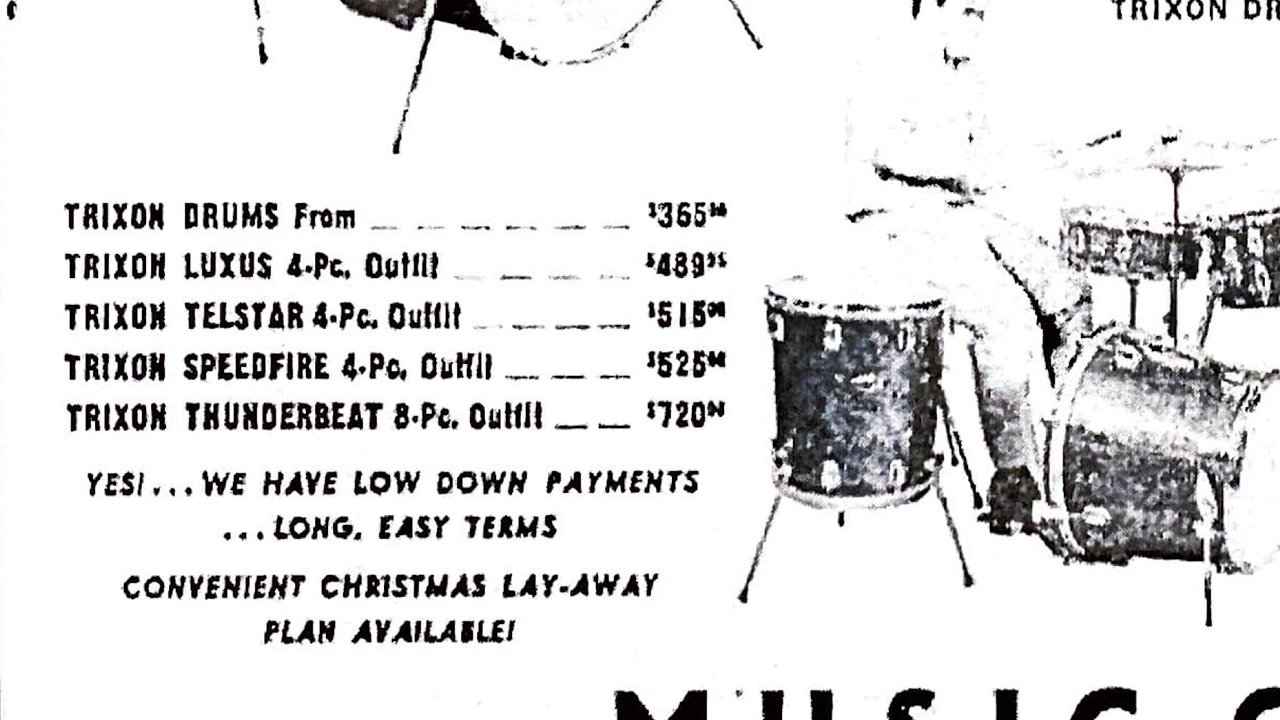 TRIXON DR
TRIXON DRUMS From _ _ _ _ _ $365
TRIXON LUXUS 4-Pc. Outfit _ _ _ _ $489
TRIXON TELSTAR 4-Pc. Outfit _ _ _ _ $515
TRIXON SPEEDFIRE 4-Pc. Outfit _ _ _ $525
TRIXON THUNDERBEAT 8-Pc. Outfit _ _ $720
YES!...WE HAVE LOW DOWN PAYMENTS
...LONG, EASY TERMS
CONVENIENT CHRISTMAS LAY-AWAY
PLAN AVAILABLE!
MUSIC